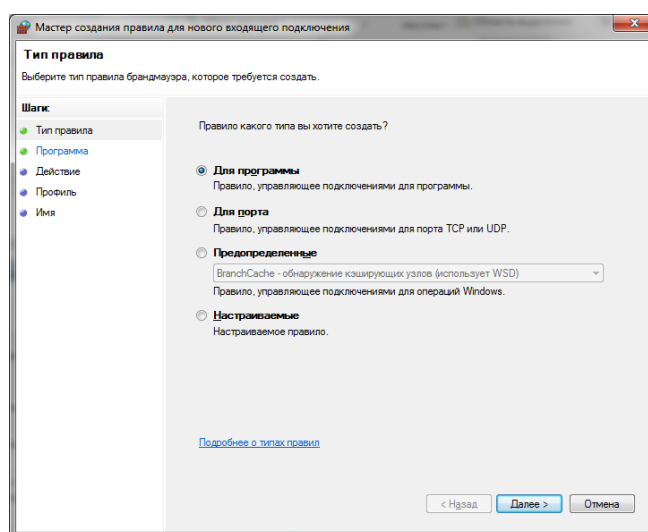 Мастер создания правила для нового входящего подключения
Тип правила
Выберите тип правила брандмауэра, которое требуется создать.
Шаги:
Тип правила
Программа
Действие
Профиль
Имя
Правило какого типа вы хотите создать?
Для программы
Правило, управляющее подключениями для программы.
Для порта
Правило, управляющее подключениями для порта TCP или UDP.
Предопределенные
BranchCache - обнаружение кэширующих узлов (использует WSD)
Правило, управляющее подключениями для операций Windows.
Настраиваемые
Настраиваемое правило.
Подробнее о типах правил
< Назад
Далее >
Отмена